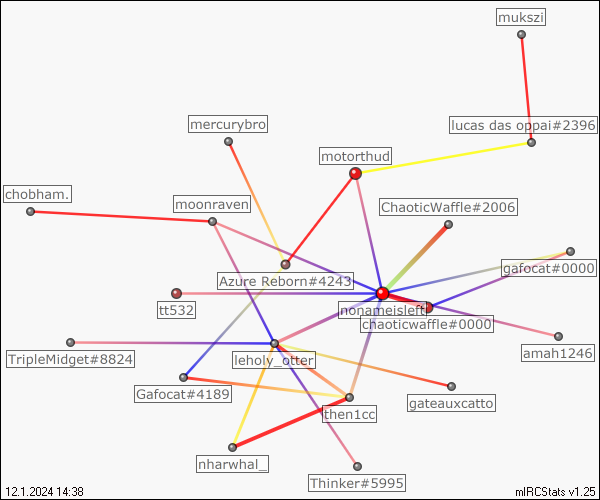 mukszi
lucas das oppai#2396
mercurybro
motorthud
chobham.
moonraven
ChaoticWaffle#2006
gafocat#0000
Azure Reborn#4243
tt532
nonameisleft
chaoticwaffle#0000
TripleMidget#8824
leholy_otter
amah1246
Gafocat#4189
gateauxcatto
then1cc
nharwhal_
Thinker#5995
12.1.2024 14:38
mIRCStats v1.25